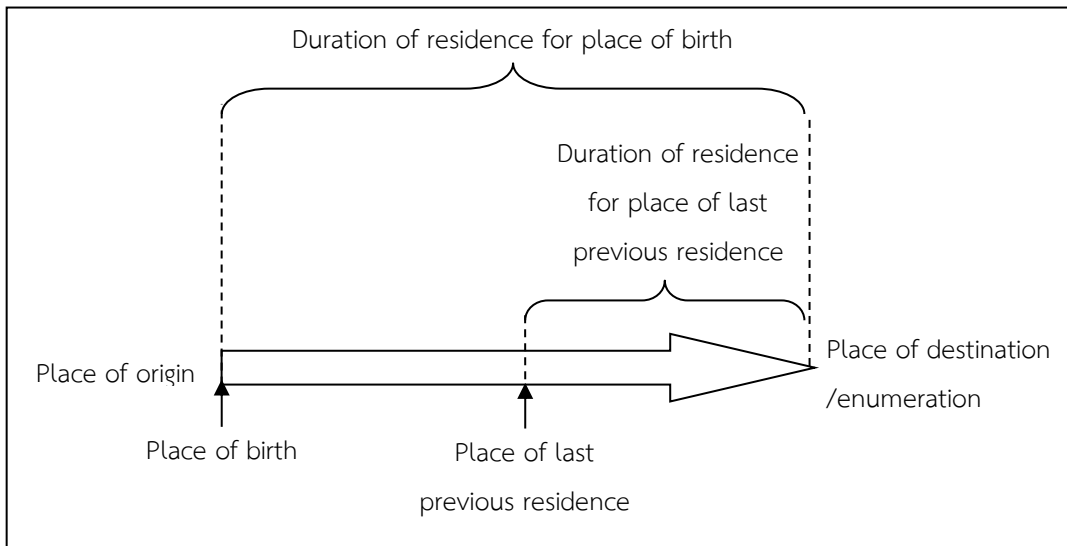 Duration of residence for place of birth
Duration of residence
for place of last
previous residence
Place of origin
Place of destination
/enumeration
Place of birth
Place of last
previous residence